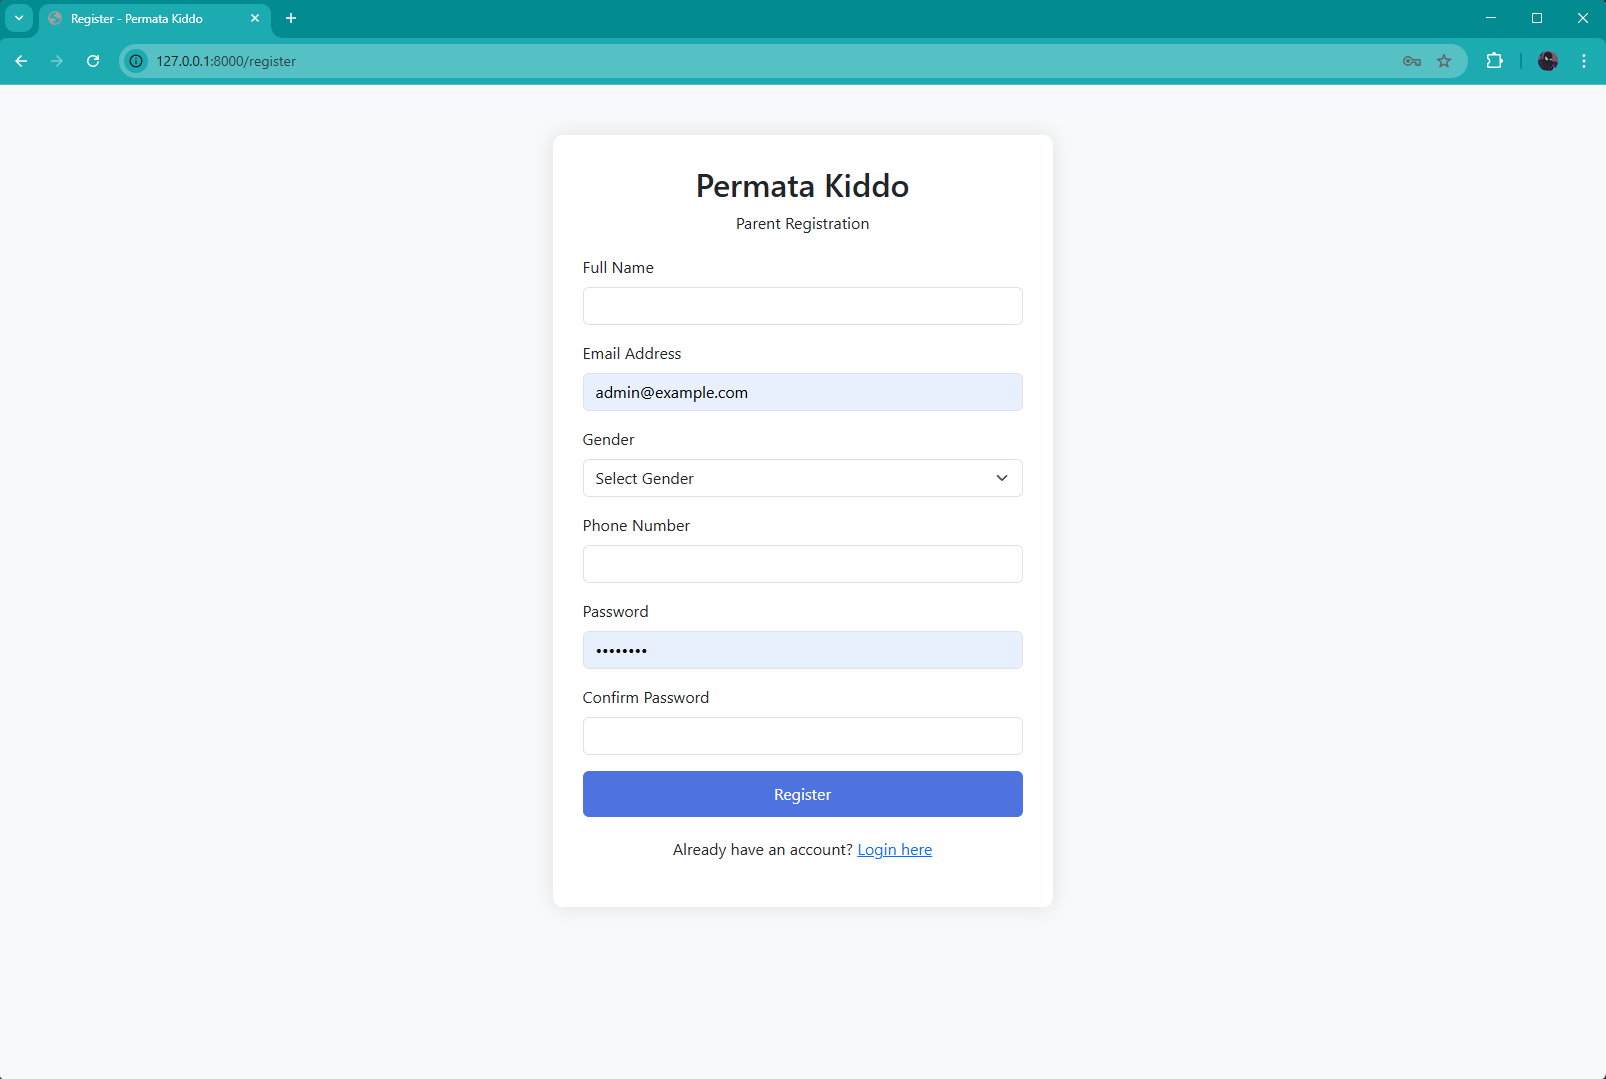 Register - Permata Kiddo
127.0.0.1:8000/register
Permata Kiddo
Parent Registration
Full Name
Email Address
admin@example.com
Gender
Select Gender
Phone Number
Password
••••••••
Confirm Password
Register
Already have an account? Login here